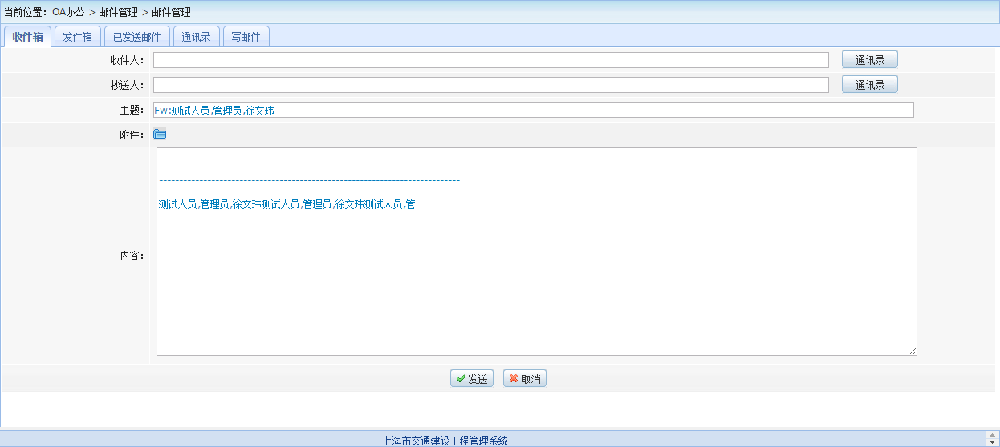 当前位置：OA办公 > 邮件管理 > 邮件管理
收件箱 发件箱 已发送邮件 通讯录 写邮件
收件人： 通讯录
抄送人： 通讯录
主题： Fw:测试人员,管理员,徐文玮
附件：
---------------------------------------------------------------------------
测试人员,管理员,徐文玮测试人员,管理员,徐文玮测试人员,管
内容：
发送 取消
上海市交通建设工程管理系统